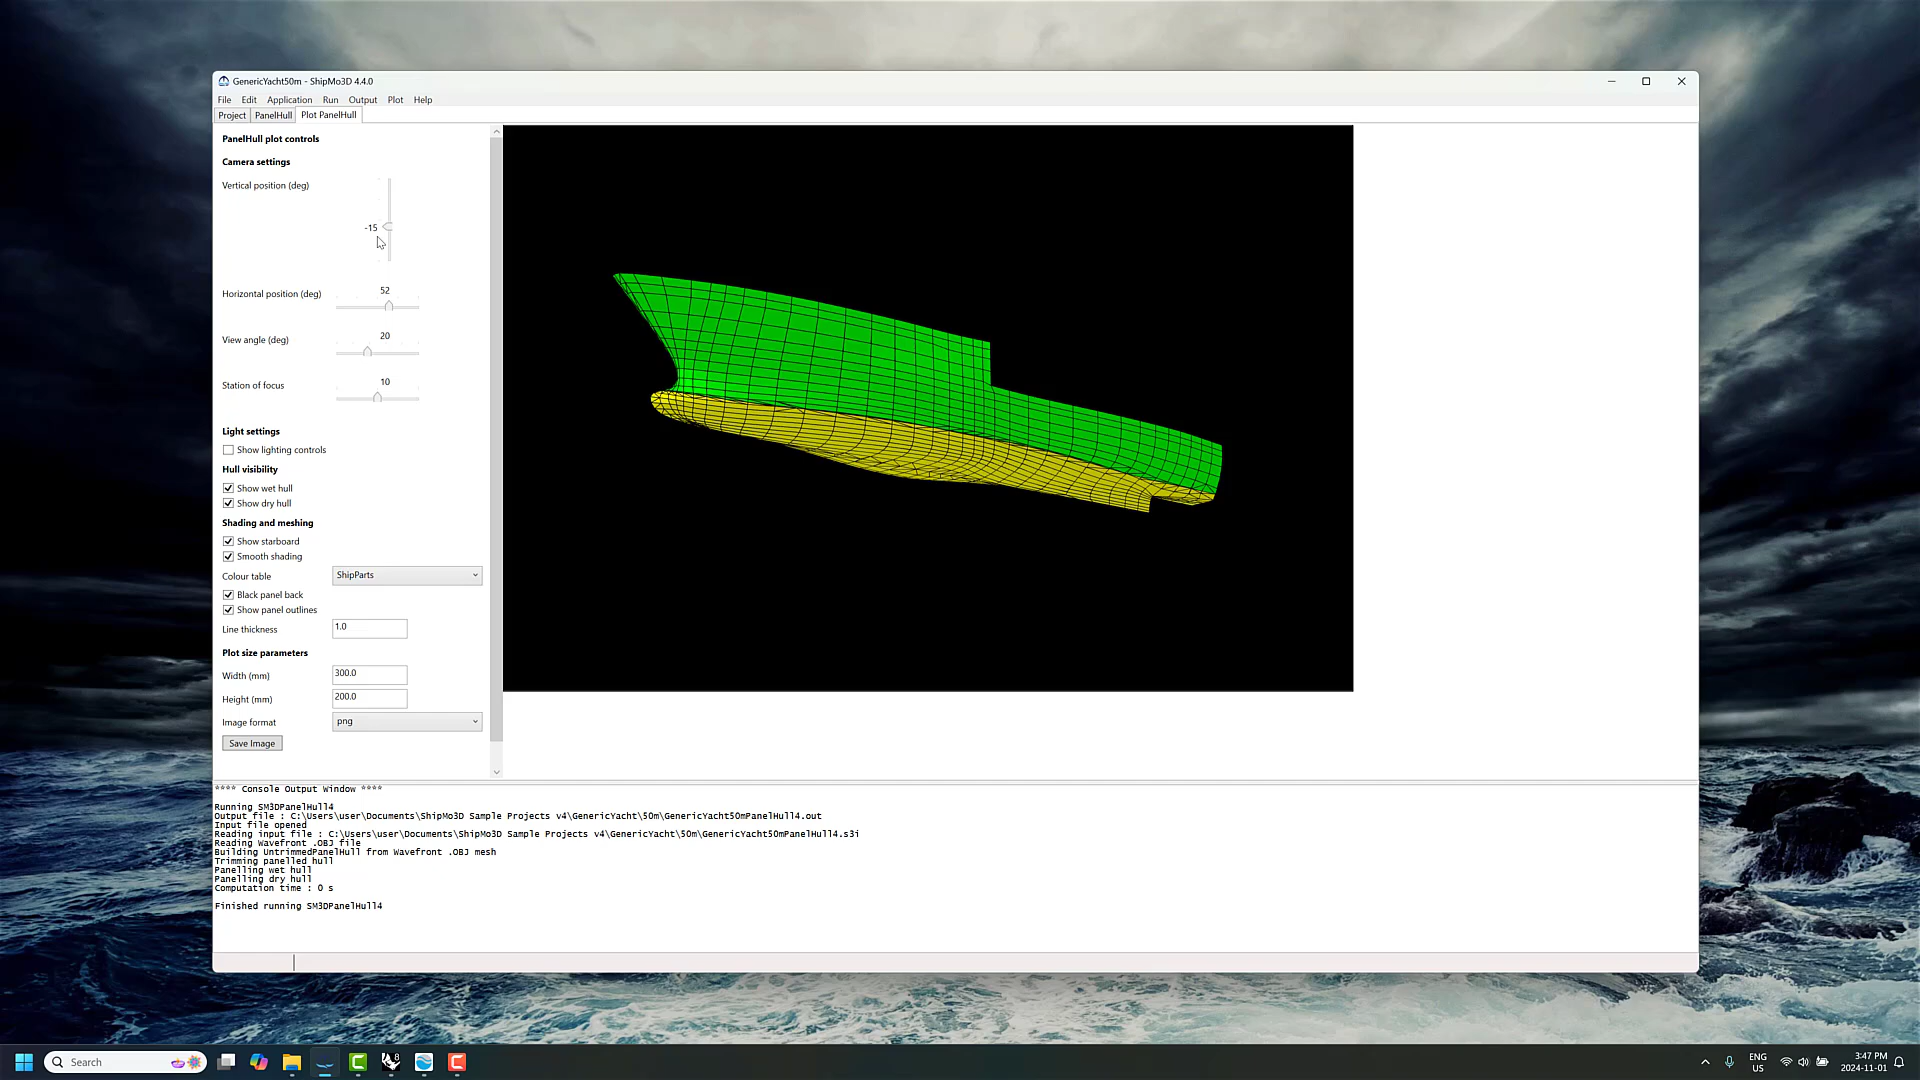 GenericYacht50m - ShipMo3D 4.4.0
File Edit Application Run Output Plot Help
Project PanelHull Plot PanelHull
PanelHull plot controls
Camera settings
Vertical position (deg)
-15
Horizontal position (deg)
52
View angle (deg)
20
Station of focus
10
Light settings
Show lighting controls
Hull visibility
Show wet hull
Show dry hull
Shading and meshing
Show starboard
Smooth shading
Colour table ShipParts
Black panel back
Show panel outlines
Line thickness 1.0
Plot size parameters
Width (mm) 300.0
Height (mm) 200.0
Image format png
Save Image
**** Console Output Window ****
Running SM3DPanelHull4
Output file : C:\Users\user\Documents\ShipMo3D Sample Projects v4\GenericYacht\50m\GenericYacht50mPanelHull4.out
Input file opened
Reading input file : C:\Users\user\Documents\ShipMo3D Sample Projects v4\GenericYacht\50m\GenericYacht50mPanelHull4.s3i
Reading Wavefront .OBJ file
Building UntrimmedPanelHull from Wavefront .OBJ mesh
Trimming panelled hull
Panelling wet hull
Panelling dry hull
Computation time : 0 s
Finished running SM3DPanelHull4
Search
8
ENG
US
3:47 PM
2024-11-01